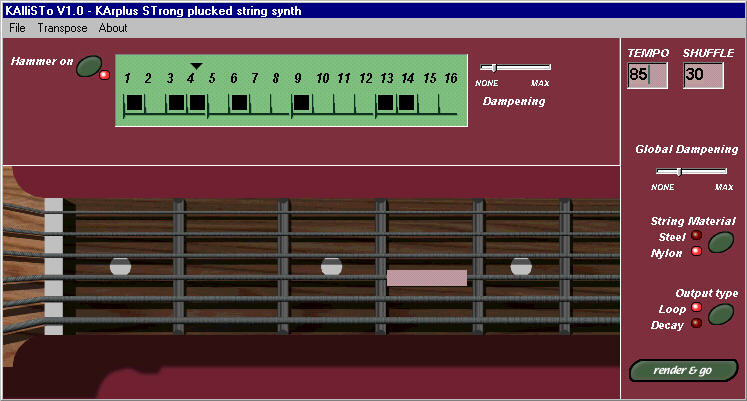 KAlliSTo V1.0 - KArplus STrong plucked string synth
File Transpose About
Hammer on
1 2 3 4 5 6 7 8 9 10 11 12 13 14 15 16
NONE MAX
Dampening
TEMPO SHUFFLE
85 30
Global Dampening
NONE MAX
String Material
Steel
Nylon
Output type
Loop
Decay
render & go